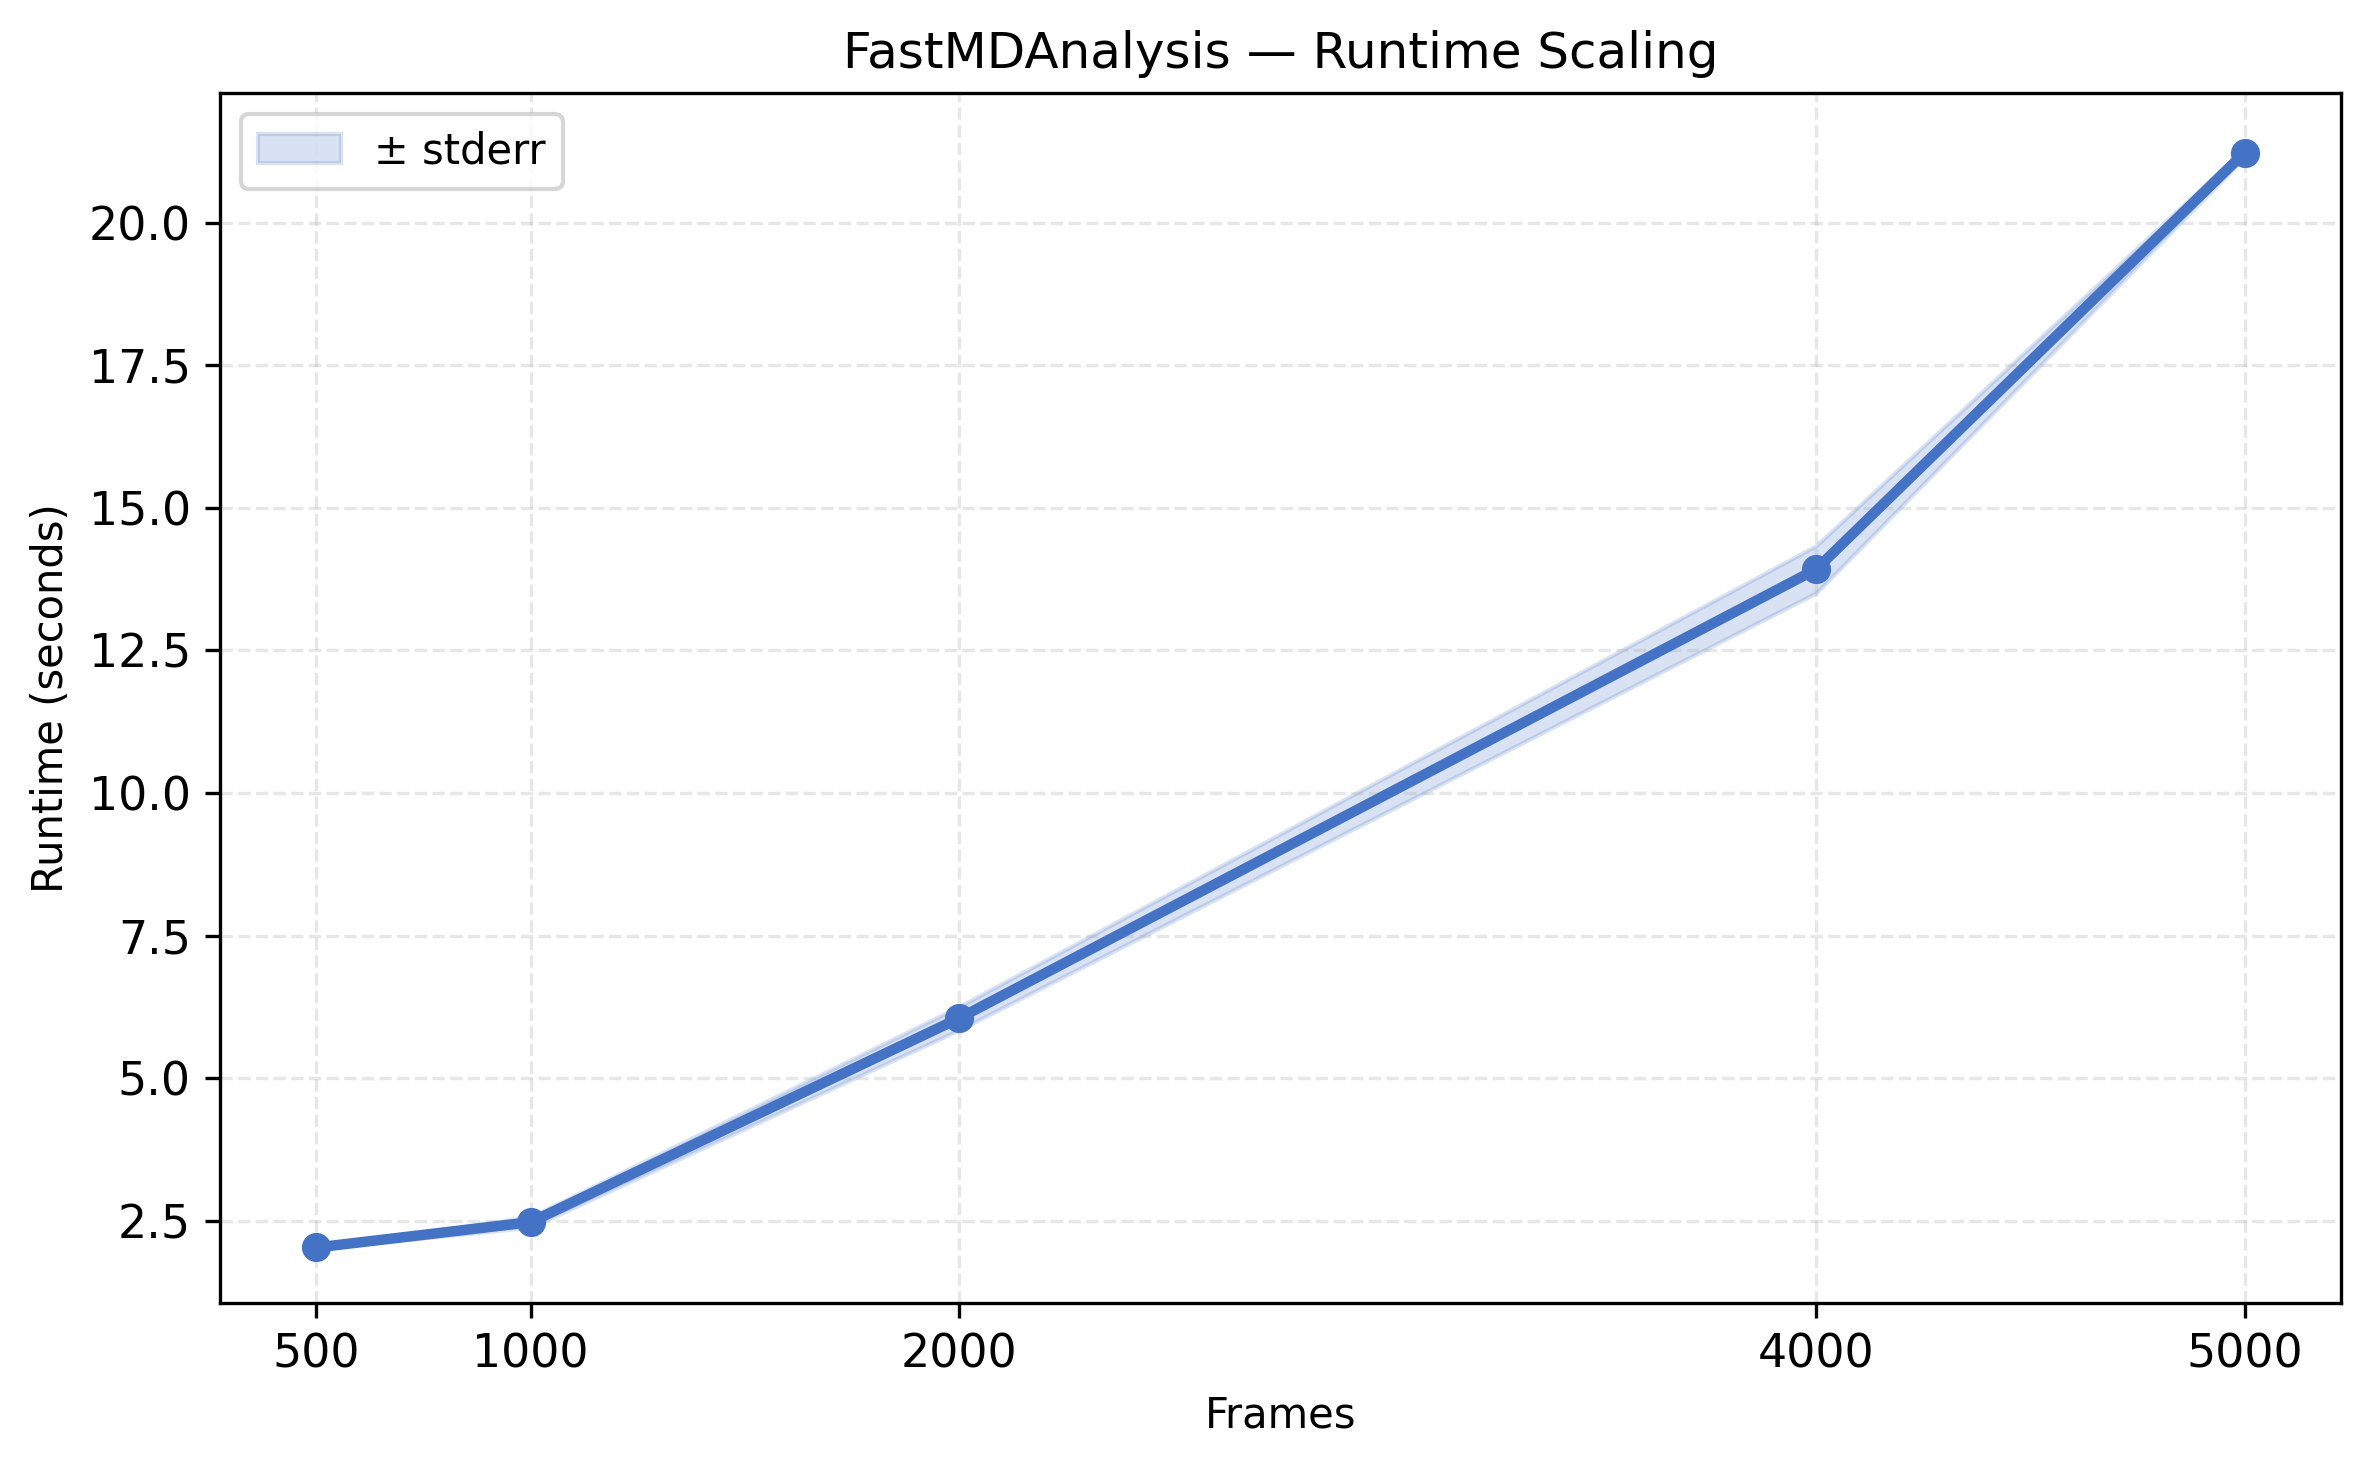 FastMDAnalysis — Runtime Scaling
± stderr
Runtime (seconds)
20.0
17.5
15.0
12.5
10.0
7.5
5.0
2.5
500 1000 2000 4000 5000
Frames